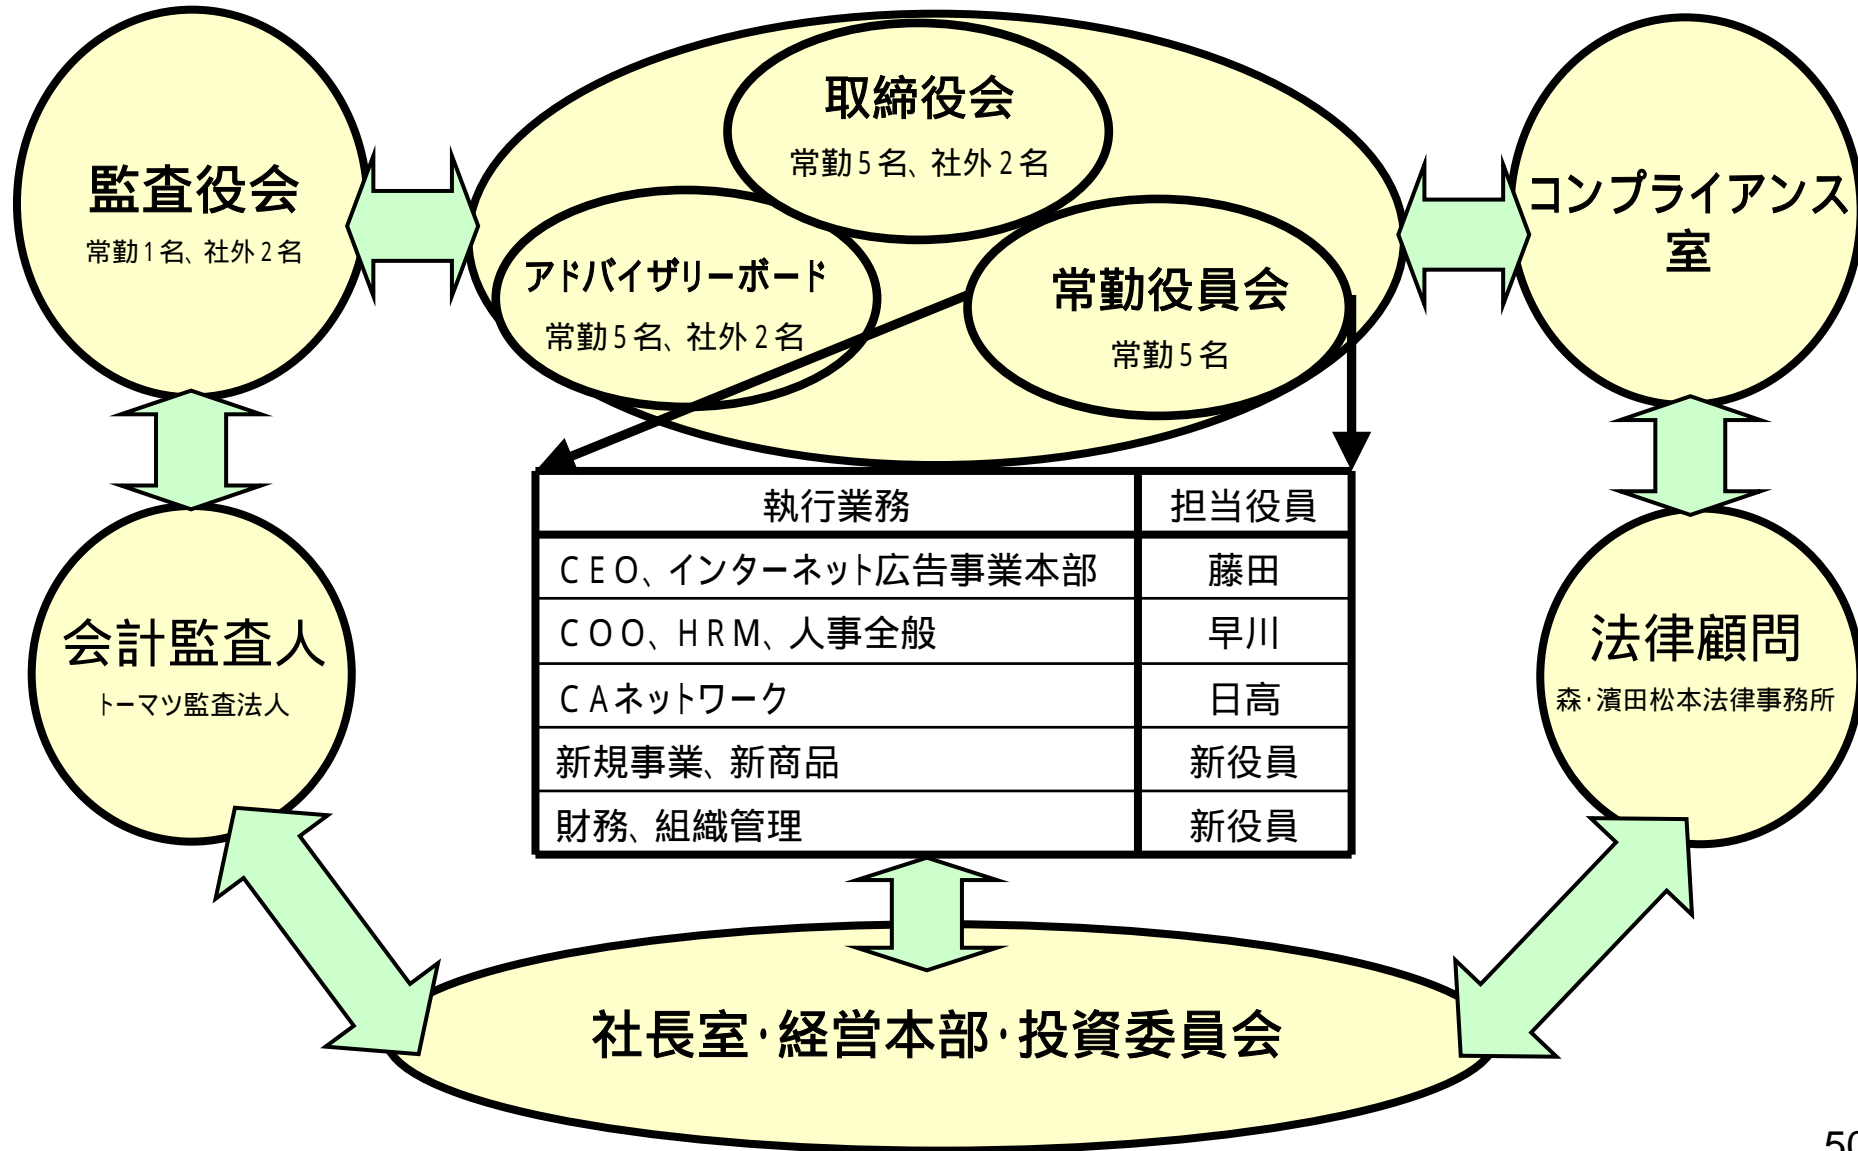 取締役会
常勤5名、社外2名
監査役会
常勤1名、社外2名
コンプライアンス
室
アドバイザリーボード
常勤5名、社外2名
常勤役員会
常勤5名
執行業務 担当役員
CEO、インターネット広告事業本部 藤田
COO、HRM、人事全般 早川
CAネットワーク 日高
新規事業、新商品 新役員
財務、組織管理 新役員
会計監査人
トーマツ監査法人
法律顧問
森・濱田松本法律事務所
社長室・経営本部・投資委員会
50